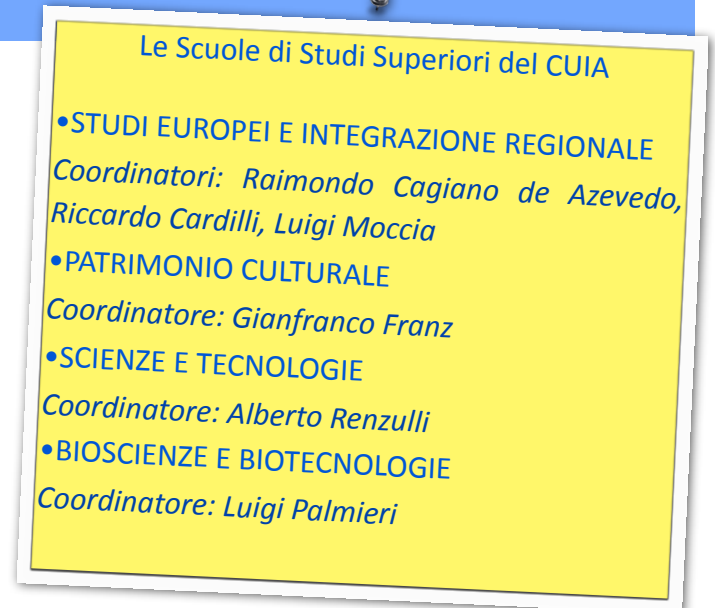 Le Scuole di Studi Superiori del CUIA
•STUDI EUROPEI E INTEGRAZIONE REGIONALE
Coordinatori: Raimondo Cagiano de Azevedo,
Riccardo Cardilli, Luigi Moccia
•PATRIMONIO CULTURALE
Coordinatore: Gianfranco Franz
•SCIENZE E TECNOLOGIE
Coordinatore: Alberto Renzulli
•BIOSCIENZE E BIOTECNOLOGIE
Coordinatore: Luigi Palmieri